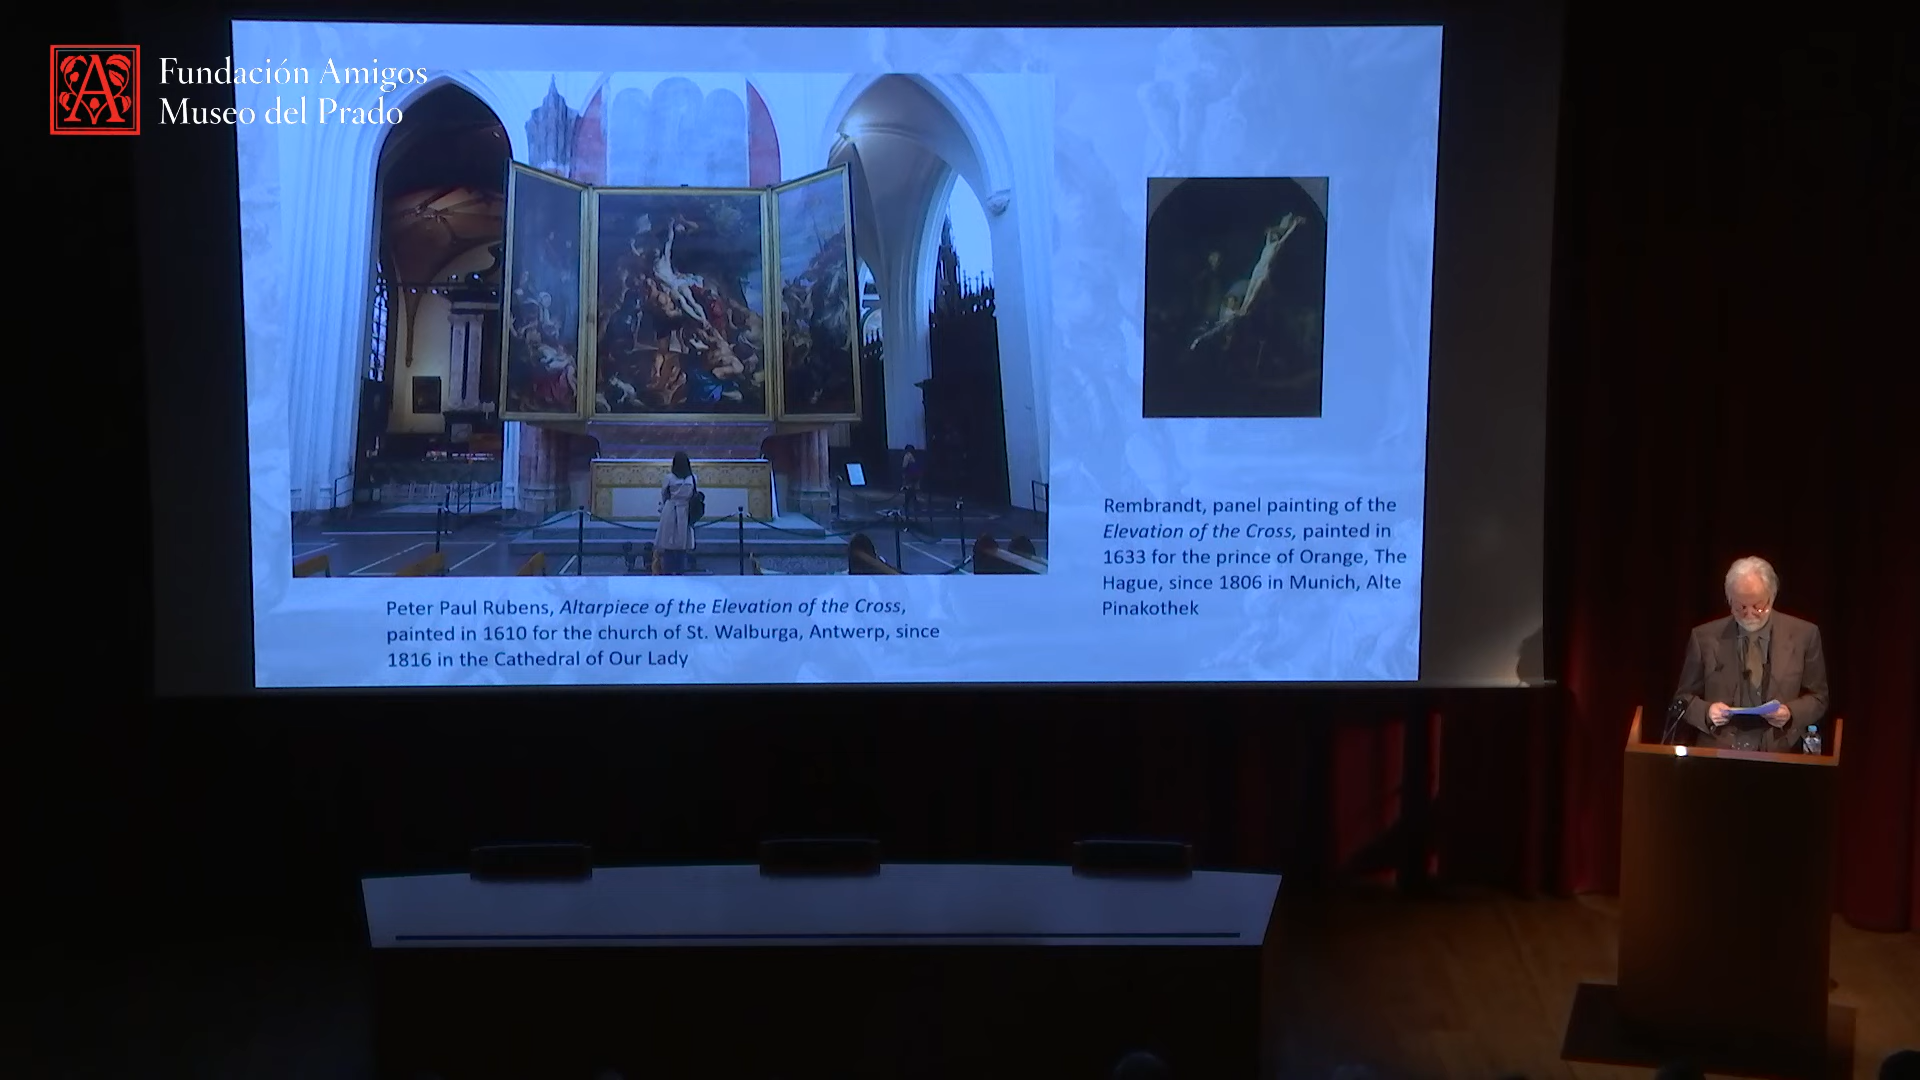 Fundación Amigos
Museo del Prado
Peter Paul Rubens, Altarpiece of the Elevation of the Cross,
painted in 1610 for the church of St. Walburga, Antwerp, since
1816 in the Cathedral of Our Lady
Rembrandt, panel painting of the
Elevation of the Cross, painted in
1633 for the prince of Orange, The
Hague, since 1806 in Munich, Alte
Pinakothek